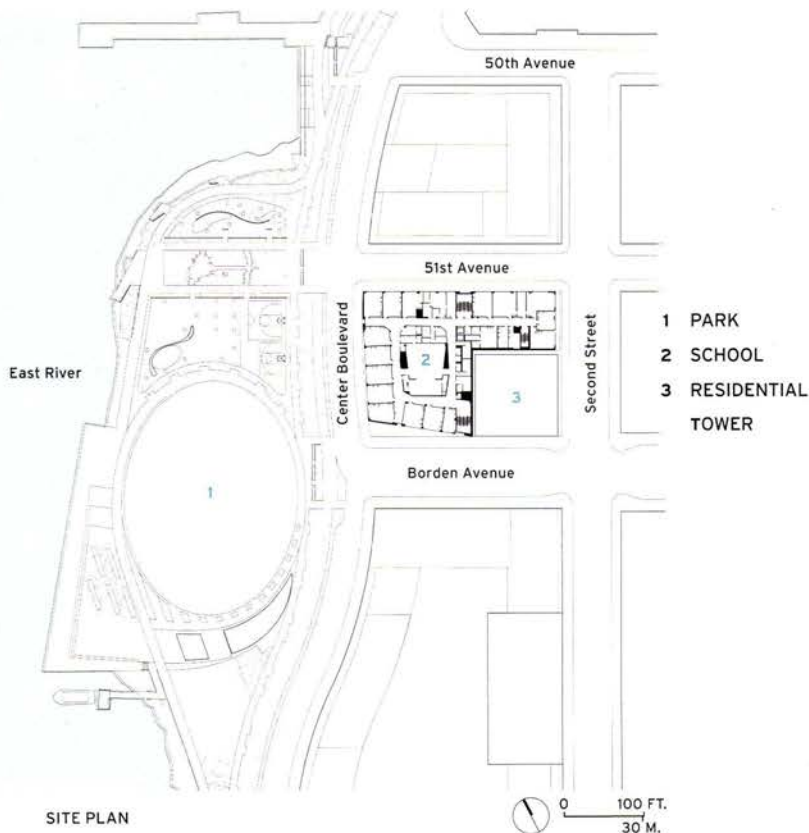 50th Avenue
51st Avenue
Center Boulevard
Second Street
1 PARK
2 SCHOOL
3 RESIDENTIAL
TOWER
East River
2
3
Borden Avenue
1
SITE PLAN
0 100 FT.
30 M.